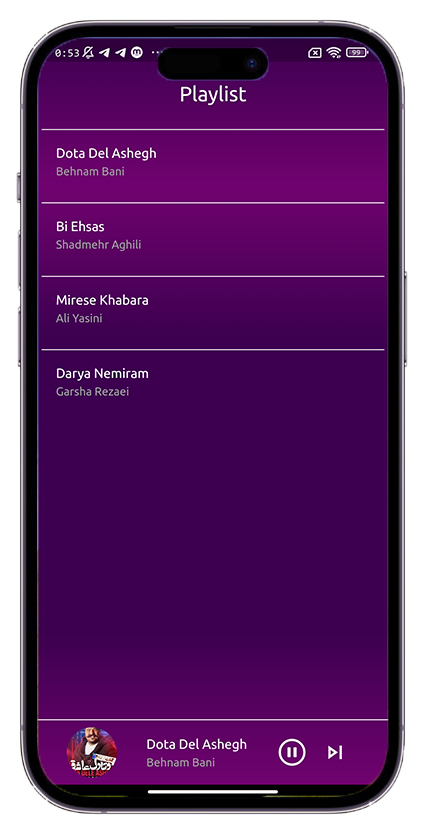 0:53
99
Playlist
Dota Del Ashegh
Behnam Bani
Bi Ehsas
Shadmehr Aghili
Mirese Khabara
Ali Yasini
Darya Nemiram
Garsha Rezaei
Dota Del Ashegh
Behnam Bani